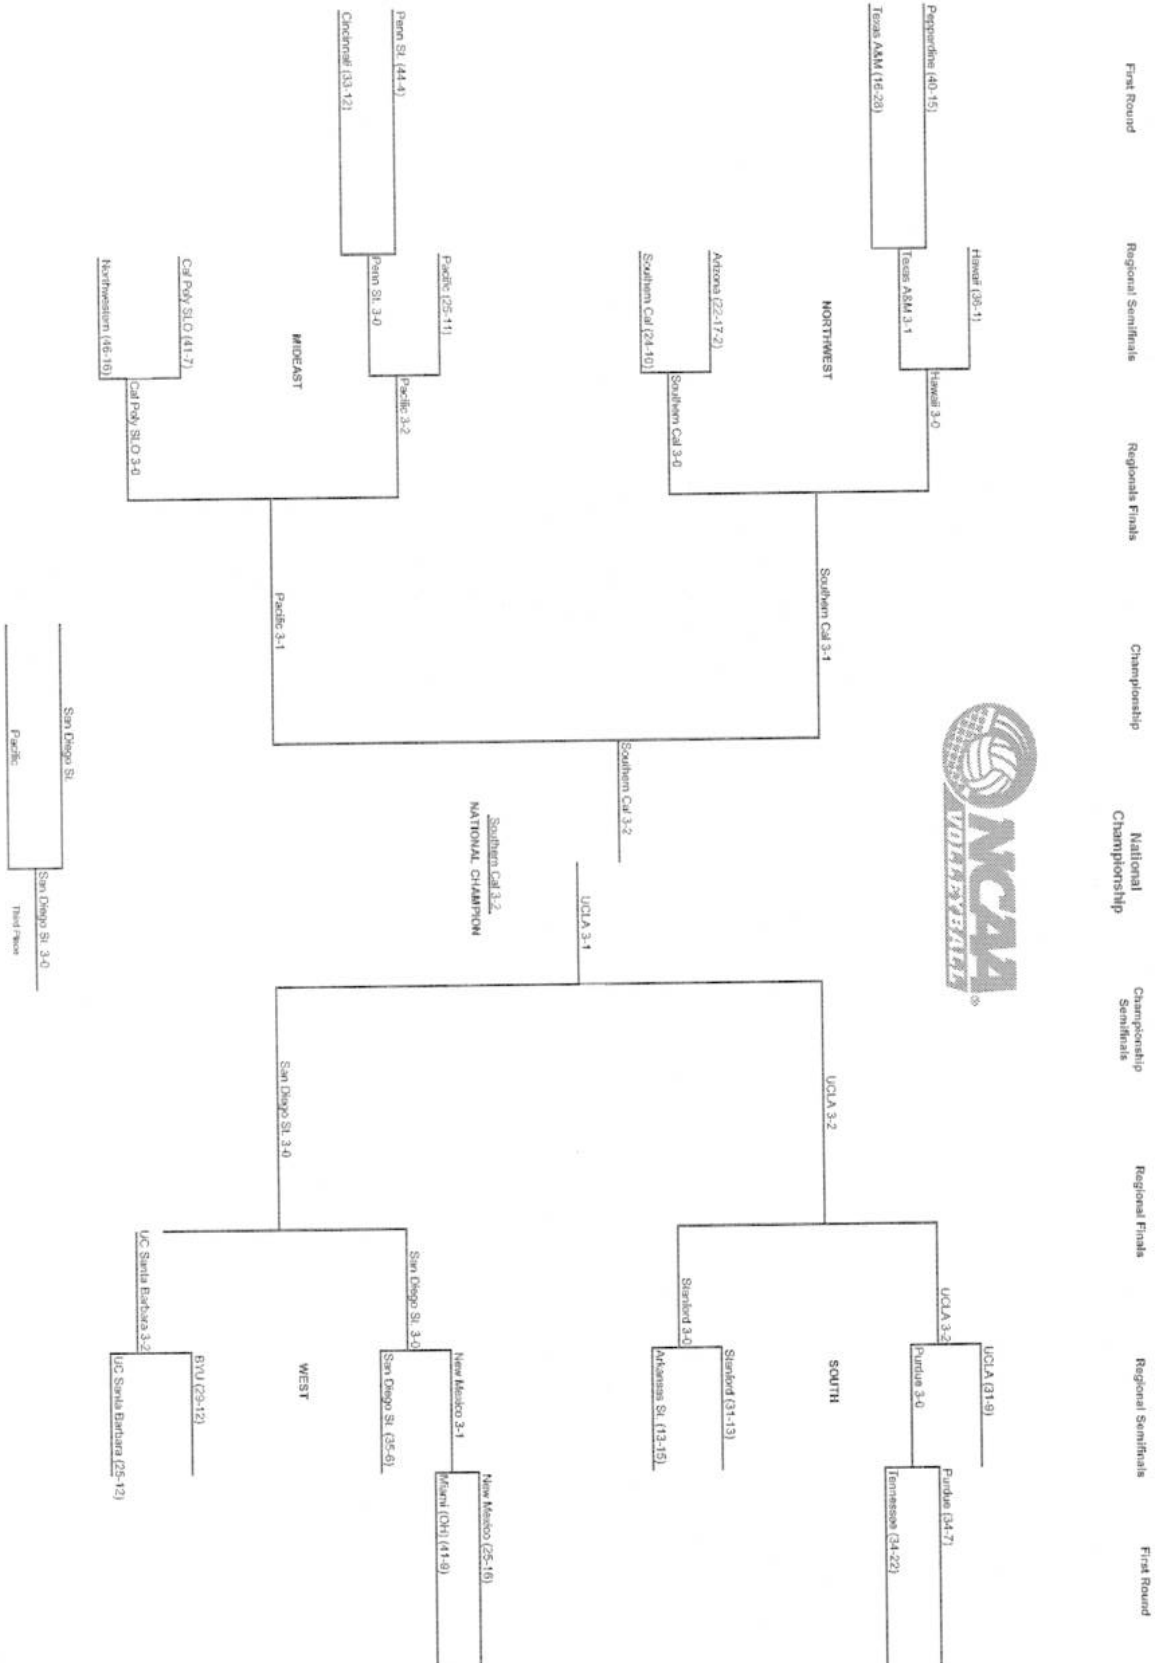 First Round
Regional Semifinals
Regionals Finals
Championship
National
Championship
Championship
Semifinals
Regional Finals
Regional Semifinals
First Round
NCAA
VOLLEYBALL
®
Hawaii (36-1)
Pepperdine (40-15)
Texas A&M 3-1
Texas A&M (16-28)
Hawaii 3-0
NORTHWEST
Southern Cal 3-1
Arizona (22-17-2)
Southern Cal 3-0
Southern Cal (24-10)
Southern Cal 3-2
Pacific (25-11)
Penn St. (44-4)
Penn St. 3-0
Cincinnati (33-12)
Pacific 3-2
MIDEAST
Pacific 3-1
Cal Poly SLO (41-7)
Cal Poly SLO 3-0
Northwestern (46-16)
UCLA 3-1
Southern Cal 3-2
NATIONAL CHAMPION
UCLA (31-9)
UCLA 3-2
Purdue (34-7)
Purdue 3-0
Tennessee (34-22)
SOUTH
UCLA 3-2
Stanford (31-13)
Stanford 3-0
Arkansas St. (13-15)
New Mexico (25-16)
New Mexico 3-1
Miami (OH) (41-9)
San Diego St. 3-0
San Diego St. (35-6)
WEST
San Diego St. 3-0
BYU (29-12)
UC Santa Barbara 3-2
UC Santa Barbara (25-12)
San Diego St.
San Diego St. 3-0
Pacific
Third Place